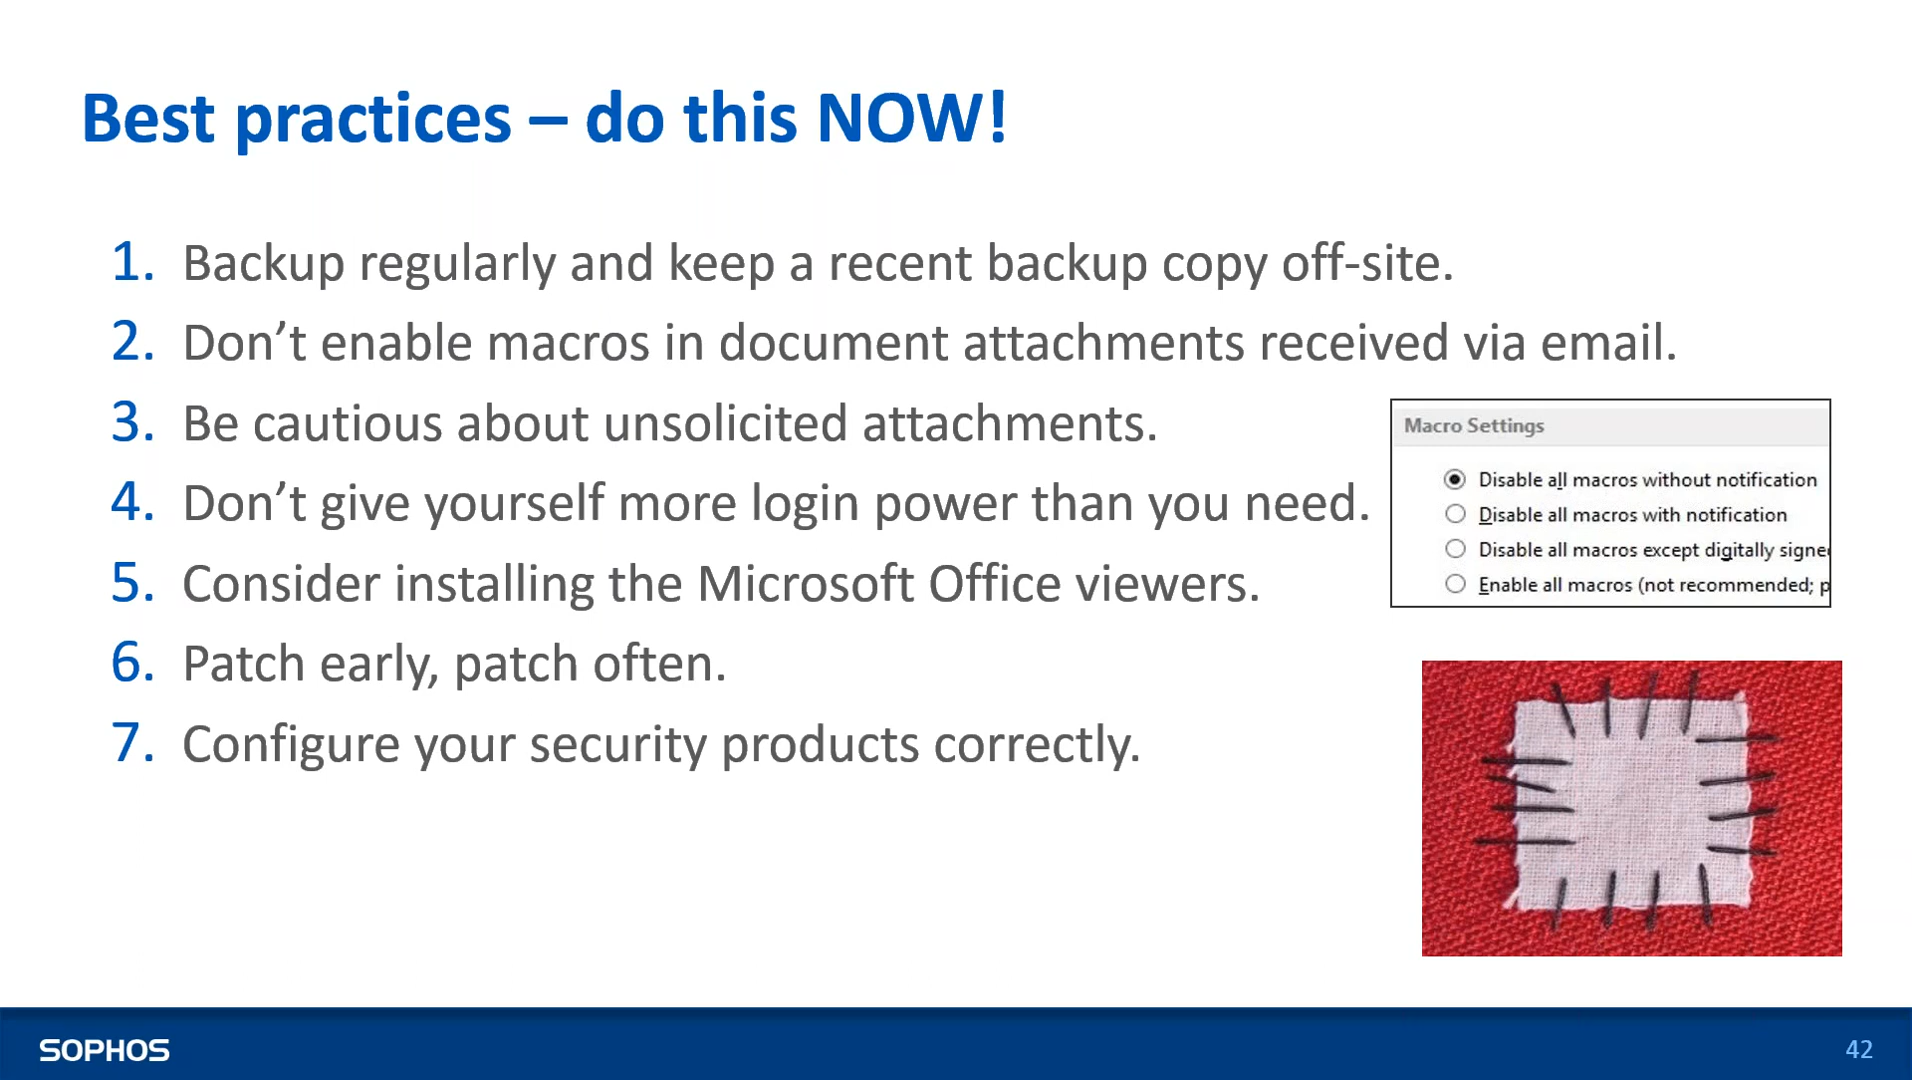 Best practices – do this NOW!
1. Backup regularly and keep a recent backup copy off-site.
2. Don’t enable macros in document attachments received via email.
3. Be cautious about unsolicited attachments.
4. Don’t give yourself more login power than you need.
5. Consider installing the Microsoft Office viewers.
6. Patch early, patch often.
7. Configure your security products correctly.
Macro Settings
Disable all macros without notification
Disable all macros with notification
Disable all macros except digitally signe
Enable all macros (not recommended; p
SOPHOS
42